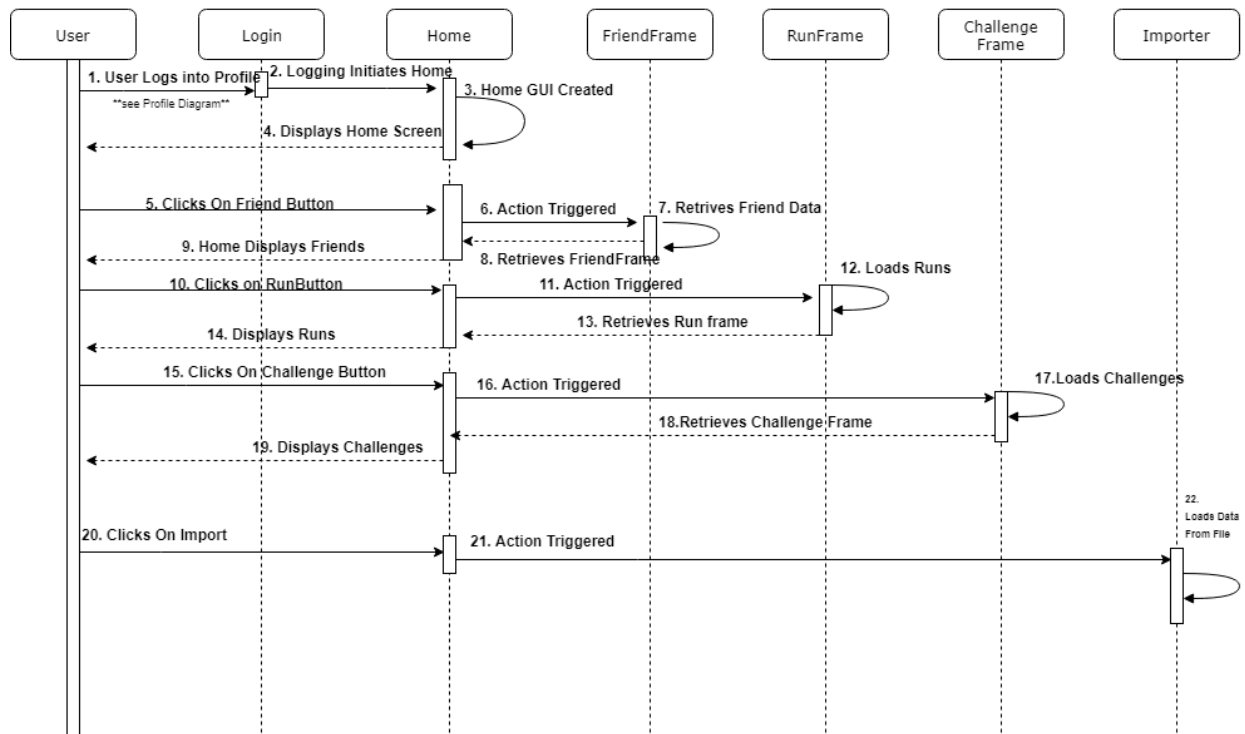 User
Login
Home
FriendFrame
RunFrame
Challenge
Frame
Importer
1. User Logs into Profile
**see Profile Diagram**
2. Logging Initiates Home
3. Home GUI Created
4. Displays Home Screen
5. Clicks On Friend Button
6. Action Triggered
7. Retrives Friend Data
8. Retrieves FriendFrame
9. Home Displays Friends
10. Clicks on RunButton
11. Action Triggered
12. Loads Runs
13. Retrieves Run frame
14. Displays Runs
15. Clicks On Challenge Button
16. Action Triggered
17.Loads Challenges
18.Retrieves Challenge Frame
19. Displays Challenges
20. Clicks On Import
21. Action Triggered
22.
Loads Data
From File